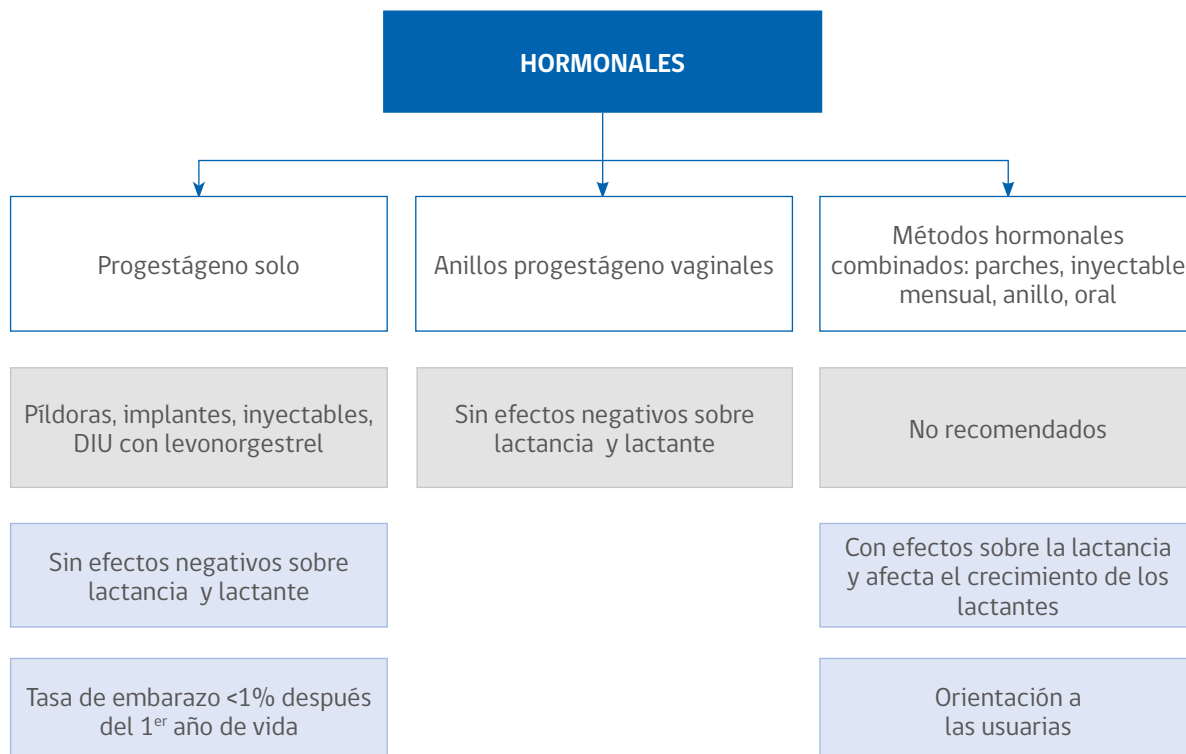 HORMONALES
Progestágeno solo
Anillos progestágeno vaginales
Métodos hormonales
combinados: parches, inyectable
mensual, anillo, oral
Píldoras, implantes, inyectables,
DIU con levonorgestrel
Sin efectos negativos sobre
lactancia y lactante
No recomendados
Sin efectos negativos sobre
lactancia y lactante
Con efectos sobre la lactancia
y afecta el crecimiento de los
lactantes
Tasa de embarazo <1% después
del 1er año de vida
Orientación a
las usuarias